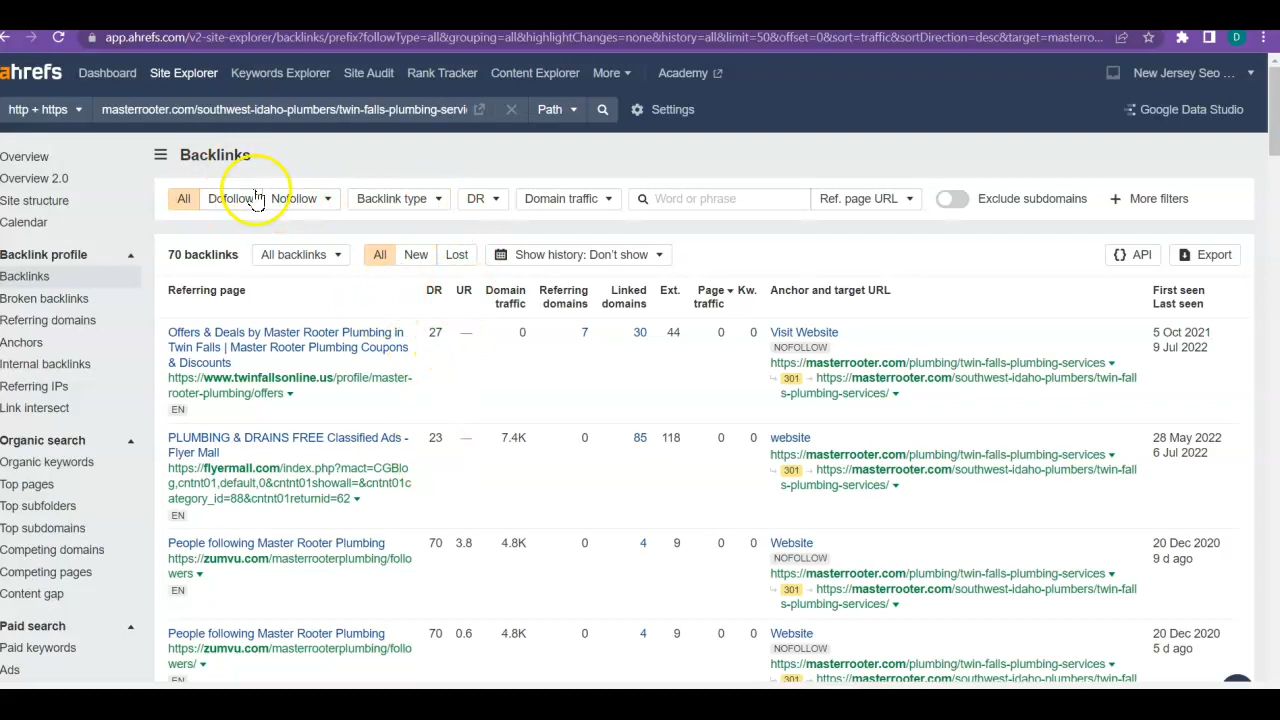 app.ahrefs.com/v2-site-explorer/backlinks/prefix?followType=all&grouping=all&highlightChanges=none&history=all&limit=50&offset=0&sort=traffic&sortDirection=desc&target=masterro...
D
ahrefs Dashboard Site Explorer Keywords Explorer Site Audit Rank Tracker Content Explorer More Academy New Jersey Seo ...
http + https masterrooter.com/southwest-idaho-plumbers/twin-falls-plumbing-servi Path Settings Google Data Studio
Overview
Overview 2.0
Site structure
Calendar
Backlink profile
Backlinks
Broken backlinks
Referring domains
Anchors
Internal backlinks
Referring IPs
Link intersect
Organic search
Organic keywords
Top pages
Top subfolders
Top subdomains
Competing domains
Competing pages
Content gap
Paid search
Paid keywords
Ads
Backlinks
All Dofollow Nofollow Backlink type DR Domain traffic Word or phrase Ref. page URL Exclude subdomains + More filters
70 backlinks All backlinks All New Lost Show history: Don't show API Export
Referring page DR UR Domain traffic Referring domains Linked domains Ext. Page traffic Kw. Anchor and target URL First seen Last seen
Offers & Deals by Master Rooter Plumbing in 27 — 0 7 30 44 0 0 Visit Website 5 Oct 2021
Twin Falls | Master Rooter Plumbing Coupons NOFOLLOW 9 Jul 2022
& Discounts https://masterrooter.com/plumbing/twin-falls-plumbing-services
https://www.twinfallsonline.us/profile/master- 301 https://masterrooter.com/southwest-idaho-plumbers/twin-fall
rooter-plumbing/offers s-plumbing-services/
EN
PLUMBING & DRAINS FREE Classified Ads - 23 — 7.4K 0 85 118 0 0 website 28 May 2022
Flyer Mall https://masterrooter.com/plumbing/twin-falls-plumbing-services 6 Jul 2022
https://flyermall.com/index.php?mact=CGBlo 301 https://masterrooter.com/southwest-idaho-plumbers/twin-fall
g,cntnt01,default,0&cntnt01showall=&cntnt01c s-plumbing-services/
ategory_id=88&cntnt01returnid=62
EN
People following Master Rooter Plumbing 70 3.8 4.8K 0 4 9 0 0 Website 20 Dec 2020
https://zumvu.com/masterrooterplumbing/follo NOFOLLOW 9 d ago
wers https://masterrooter.com/plumbing/twin-falls-plumbing-services
EN 301 https://masterrooter.com/southwest-idaho-plumbers/twin-fall
s-plumbing-services/
People following Master Rooter Plumbing 70 0.6 4.8K 0 4 9 0 0 Website 20 Dec 2020
https://zumvu.com/masterrooterplumbing/follo NOFOLLOW 5 d ago
wers/ https://masterrooter.com/plumbing/twin-falls-plumbing-services
EN 301 https://masterrooter.com/southwest-idaho-plumbers/twin-fall